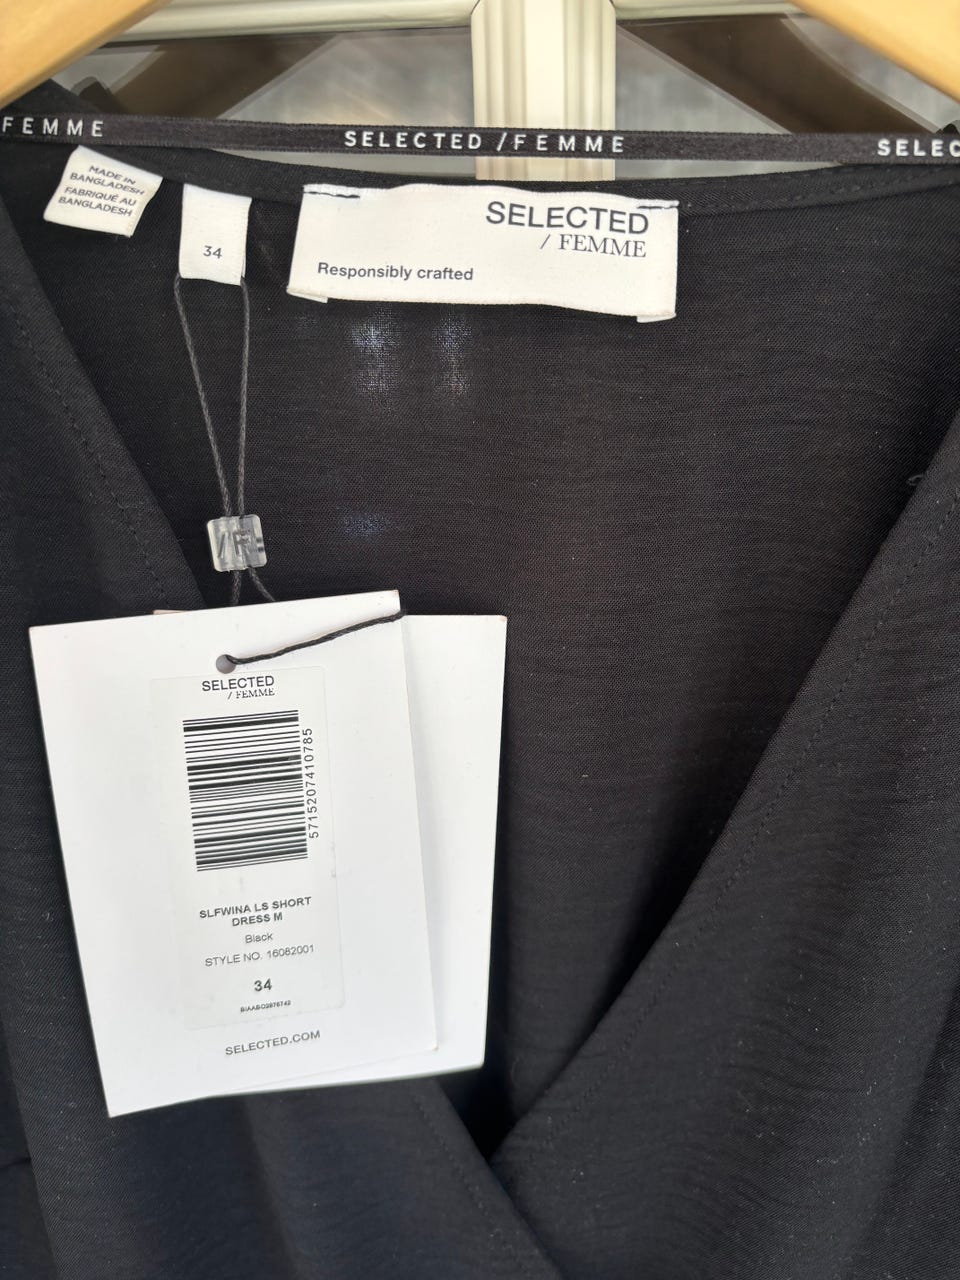 FEMME
SELECTED /FEMME
SELEC
MADE IN
BANGLADESH
FABRIQUÉ AU
BANGLADESH
34
SELECTED
/ FEMME
Responsibly crafted
/F
SELECTED
/ FEMME
5715207410785
SLFWINA LS SHORT
DRESS M
Black
STYLE NO. 16082001
34
SELECTED.COM